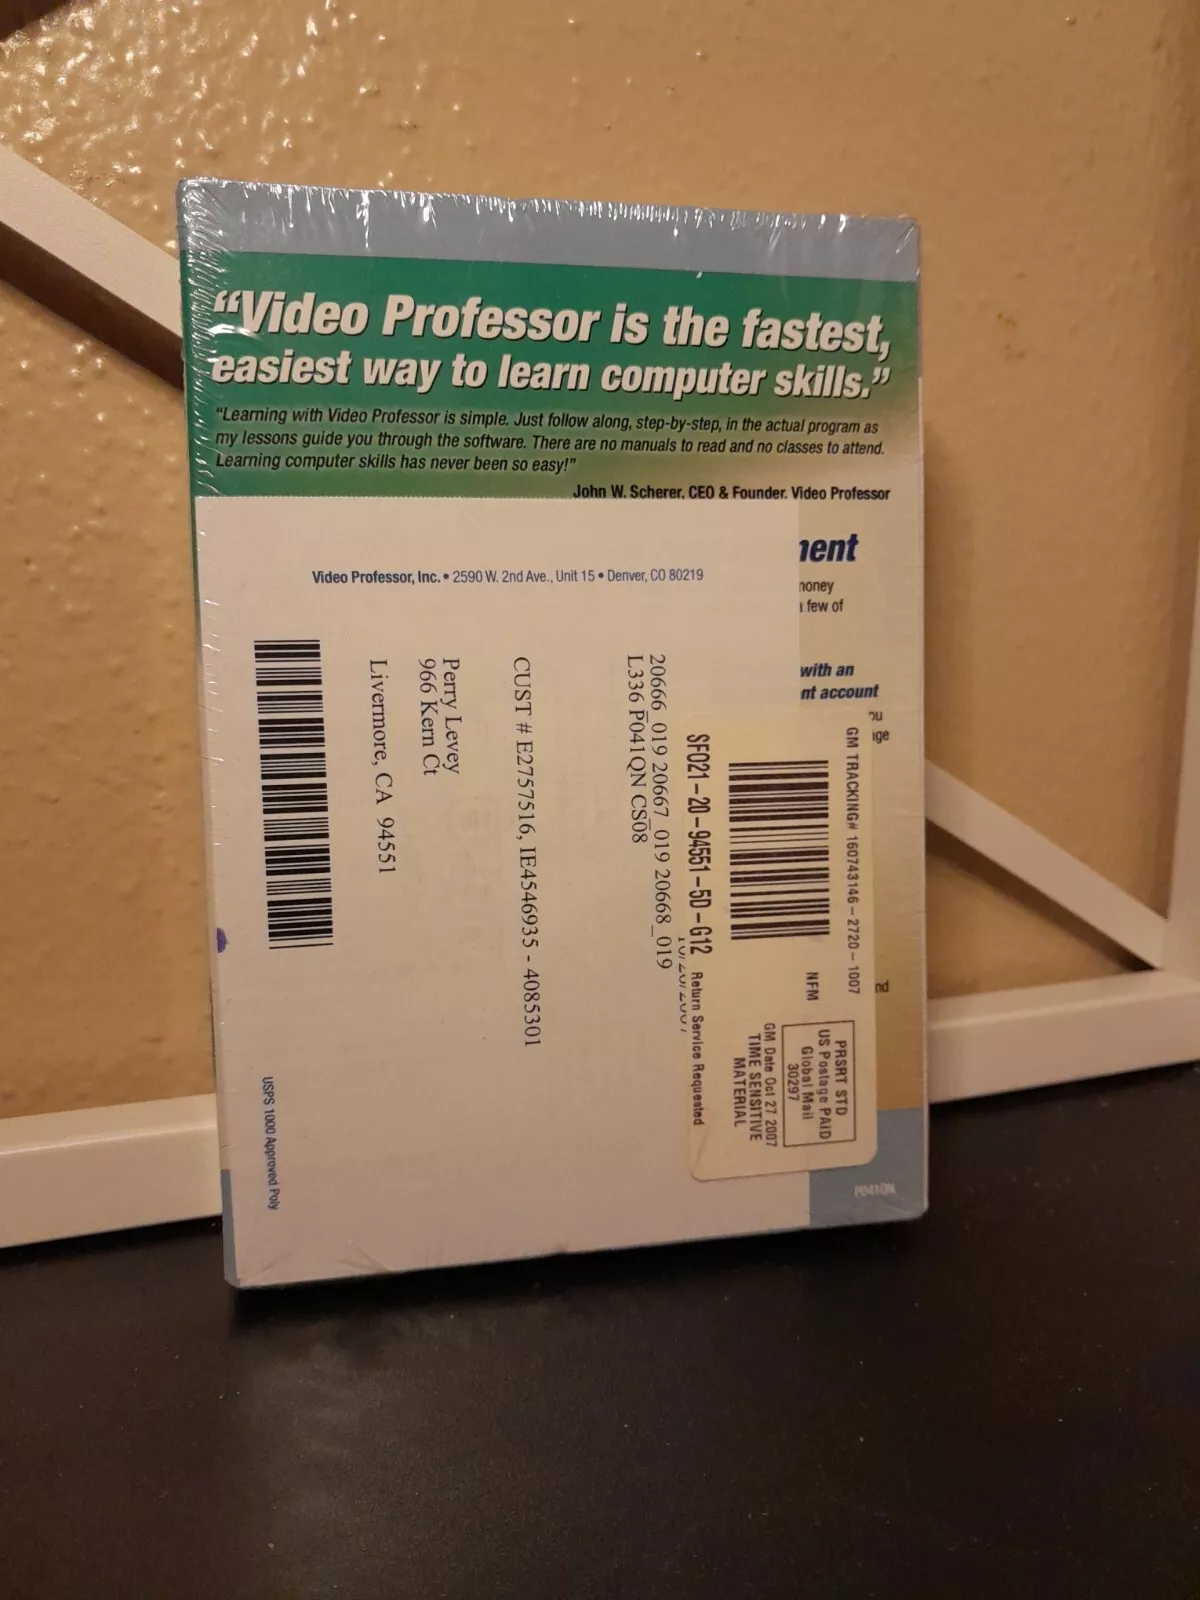 “Video Professor is the fastest,
easiest way to learn computer skills.”
“Learning with Video Professor is simple. Just follow along, step-by-step, in the actual program as
my lessons guide you through the software. There are no manuals to read and no classes to attend.
Learning computer skills has never been so easy!”
John W. Scherer, CEO & Founder, Video Professor
few of
with an
account
Video Professor, Inc. • 2590 W. 2nd Ave., Unit 15 • Denver, CO 80219
20666_019 20667_019 20668_019
L336 P041QN CS08
CUST # E2757516, IE4546935 - 4085301
Perry Levey
966 Kern Ct
Livermore, CA 94551
USPS 1000 Approved Poly
GM TRACKING# 160743146-2720-1007
NFM
SF021-20-94551-5D-G12
Return Service Requested
PRSRT STD
US Postage PAID
Global Mail
30297
GM Date Oct 27 2007
TIME SENSITIVE
MATERIAL
P041QN